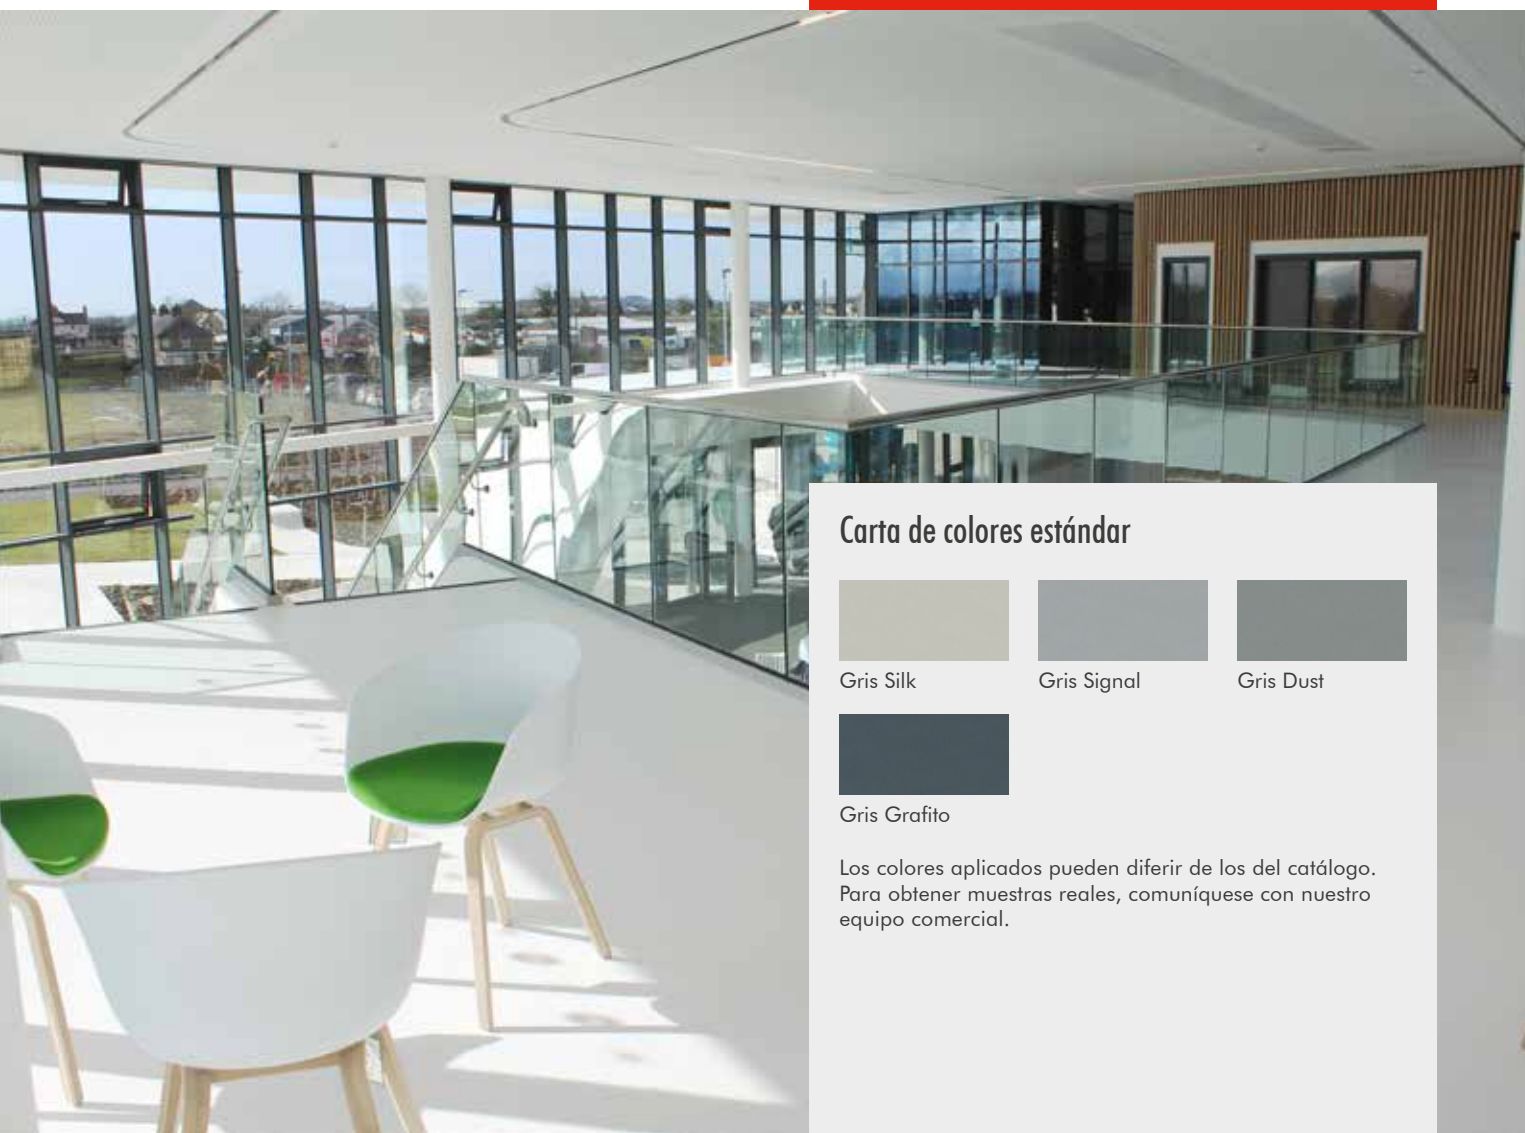 Carta de colores estándar
Gris Silk
Gris Signal
Gris Dust
Gris Grafito
Los colores aplicados pueden diferir de los del catálogo.
Para obtener muestras reales, comuníquese con nuestro
equipo comercial.